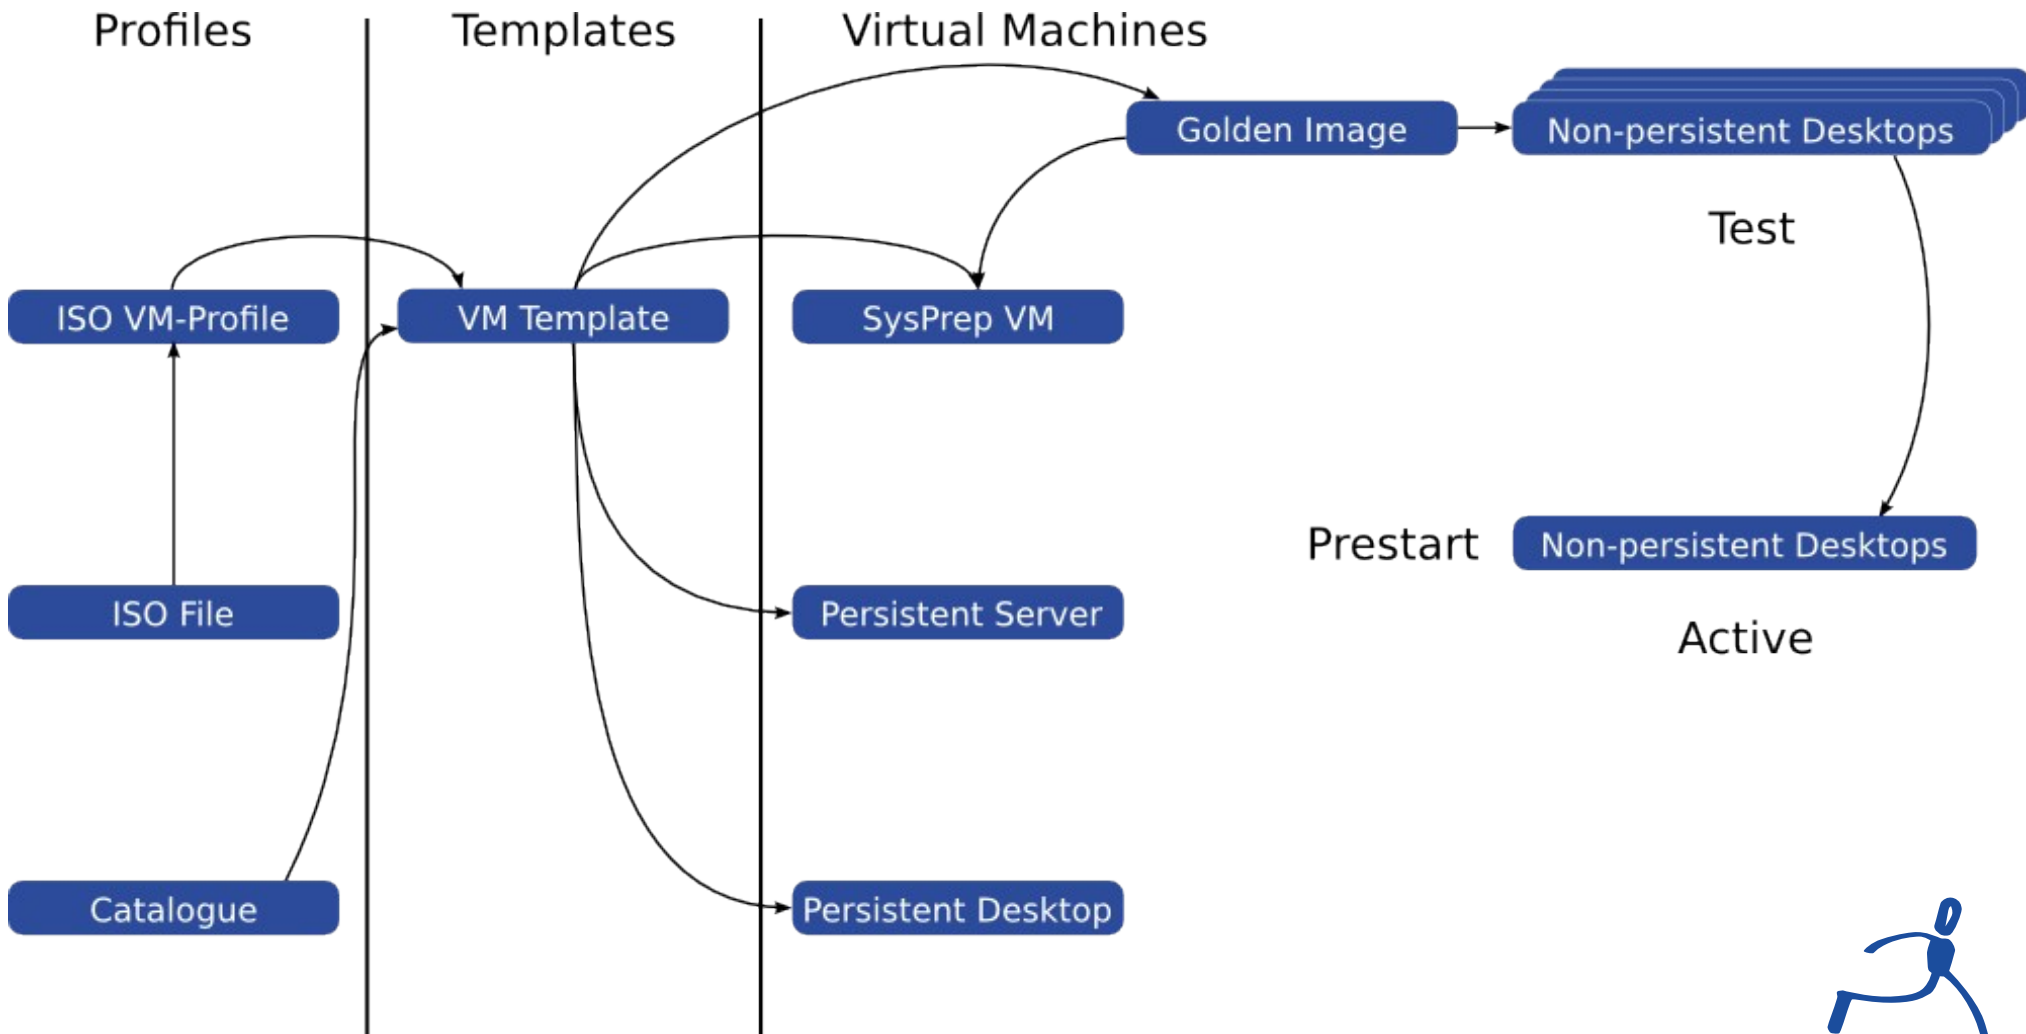 Profiles
Templates
Virtual Machines
Golden Image
Non-persistent Desktops
Test
ISO VM-Profile
VM Template
SysPrep VM
Prestart
Non-persistent Desktops
ISO File
Persistent Server
Active
Catalogue
Persistent Desktop